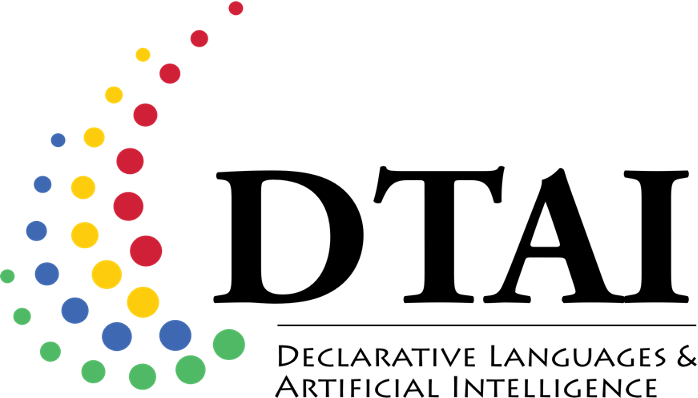 DTAI
Declarative Languages &
Artificial Intelligence